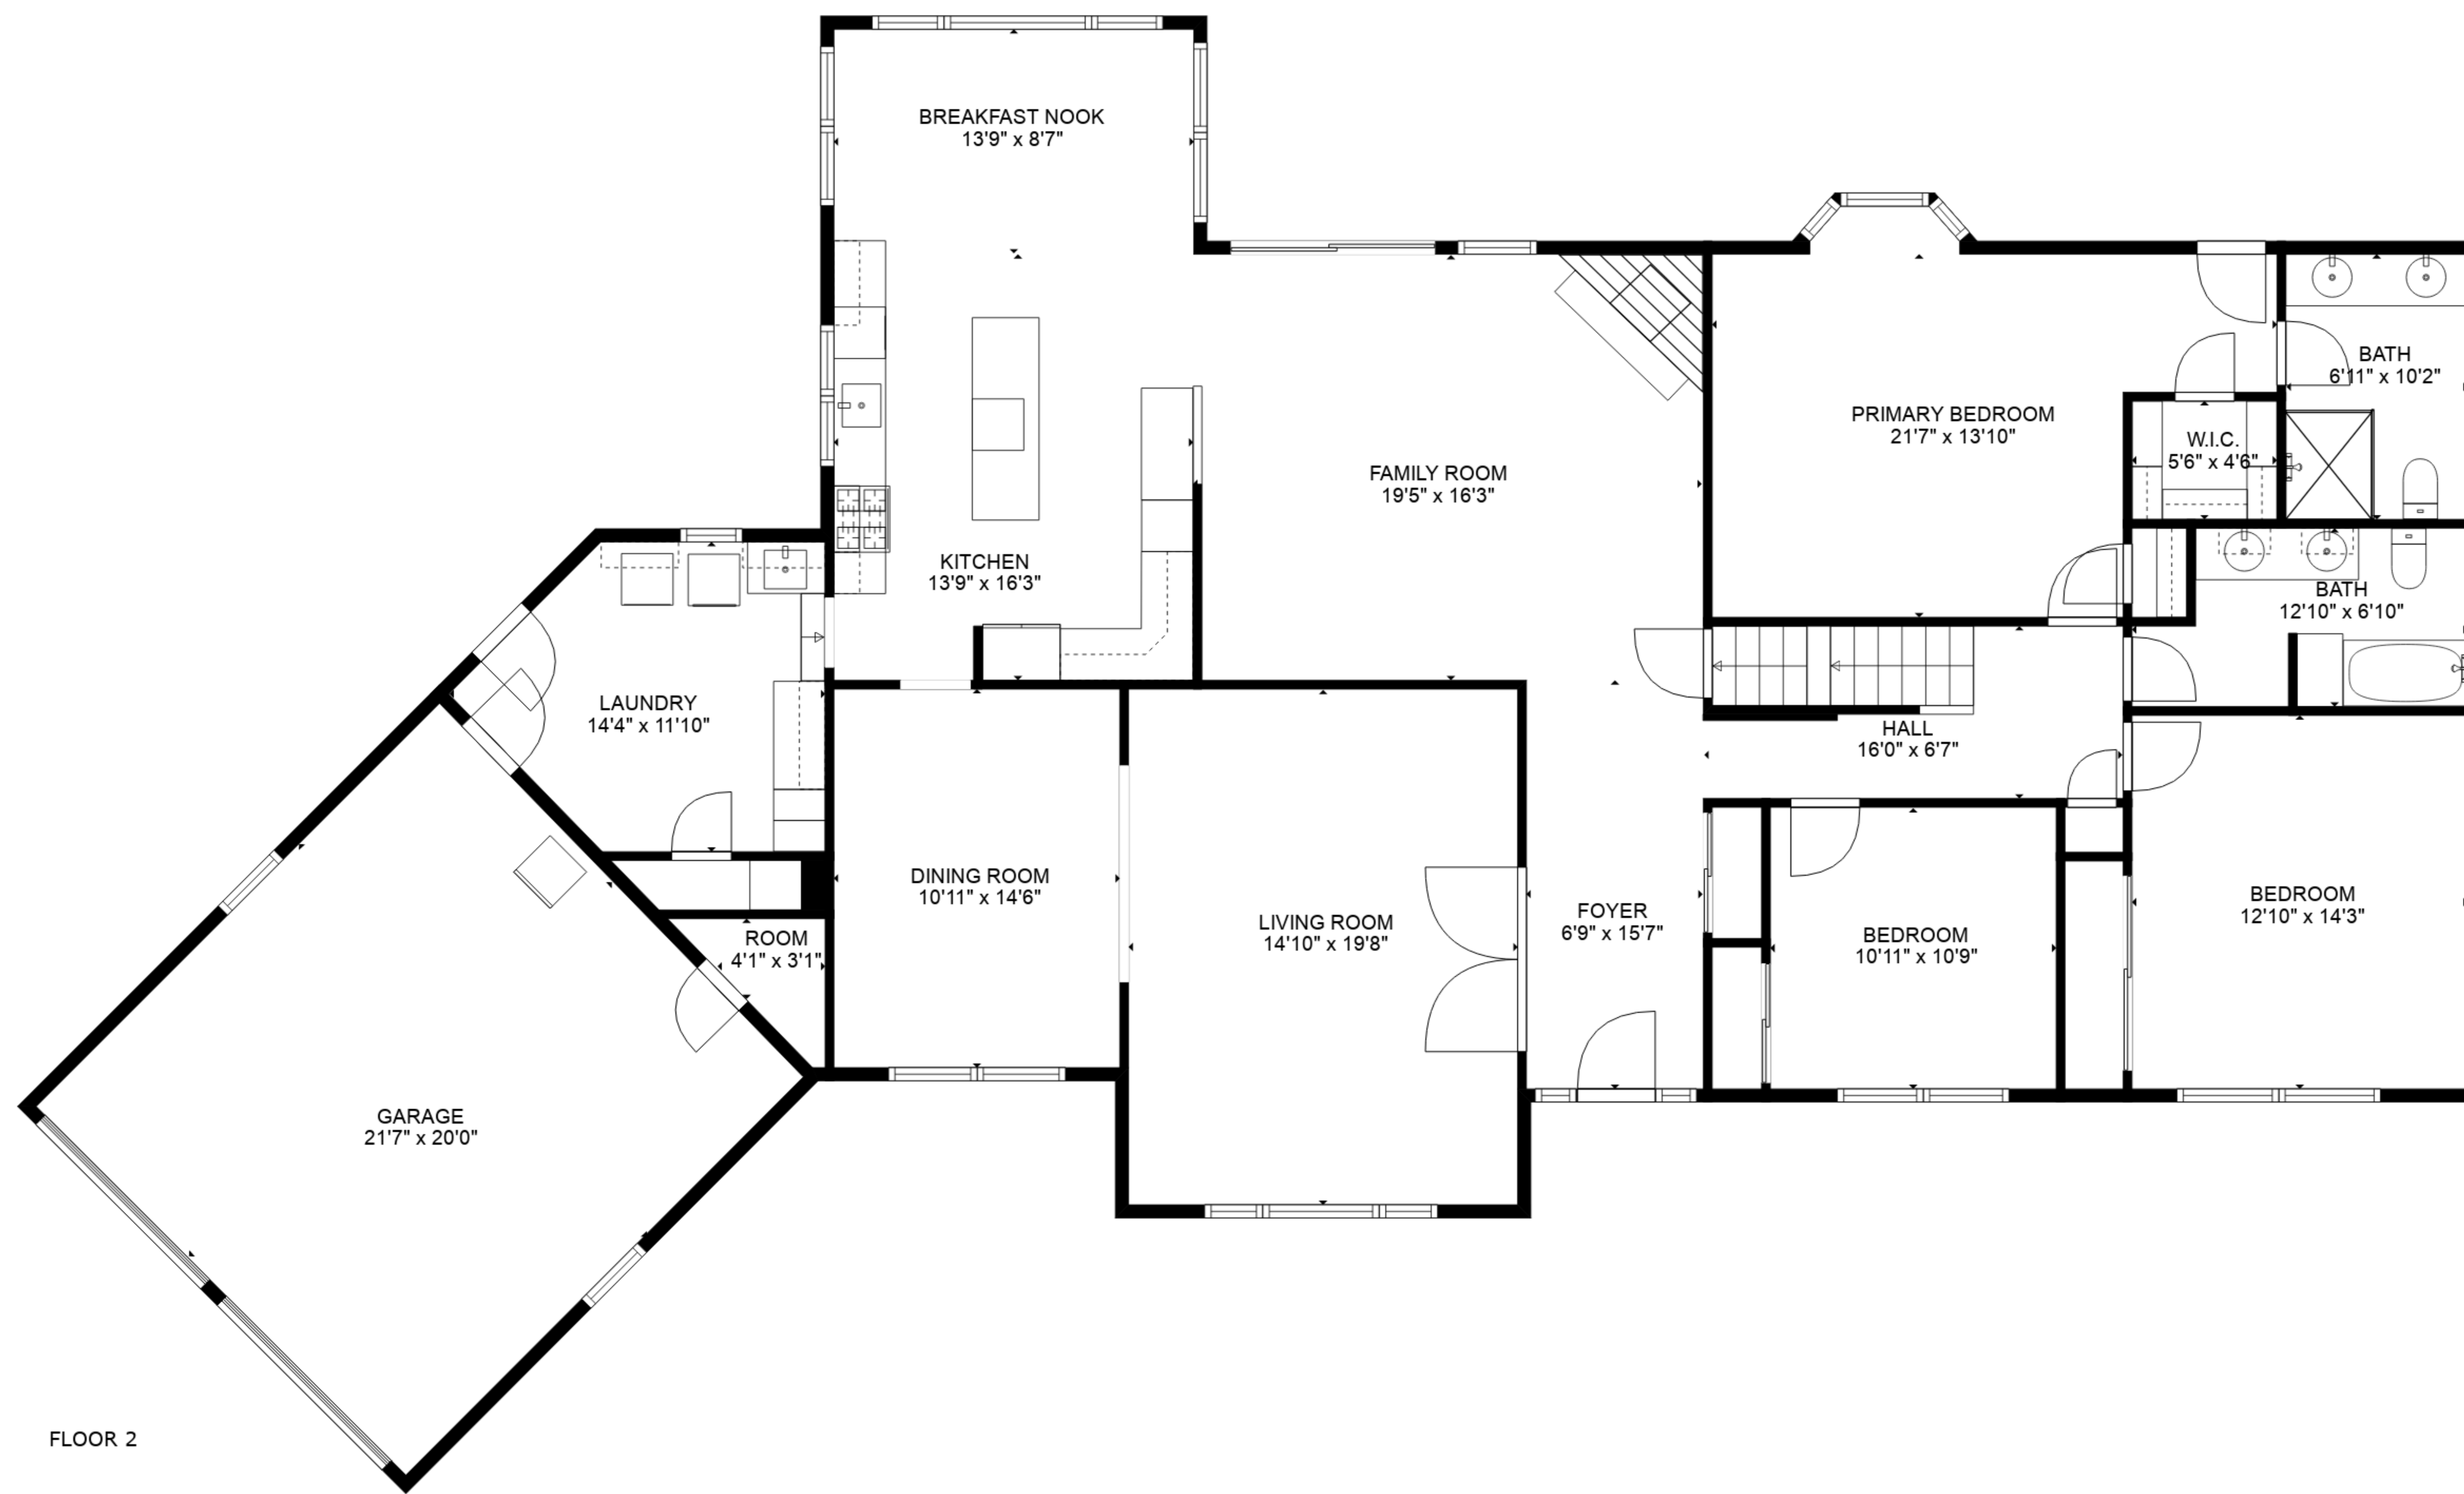 BREAKFAST NOOK
13'9" x 8'7"
BATH
6'11" x 10'2"
PRIMARY BEDROOM
21'7" x 13'10"
W.I.C.
5'6" x 4'6"
FAMILY ROOM
19'5" x 16'3"
KITCHEN
13'9" x 16'3"
BATH
12'10" x 6'10"
LAUNDRY
14'4" x 11'10"
HALL
16'0" x 6'7"
DINING ROOM
10'11" x 14'6"
LIVING ROOM
14'10" x 19'8"
FOYER
6'9" x 15'7"
BEDROOM
10'11" x 10'9"
BEDROOM
12'10" x 14'3"
ROOM
4'1" x 3'1"
GARAGE
21'7" x 20'0"
FLOOR 2